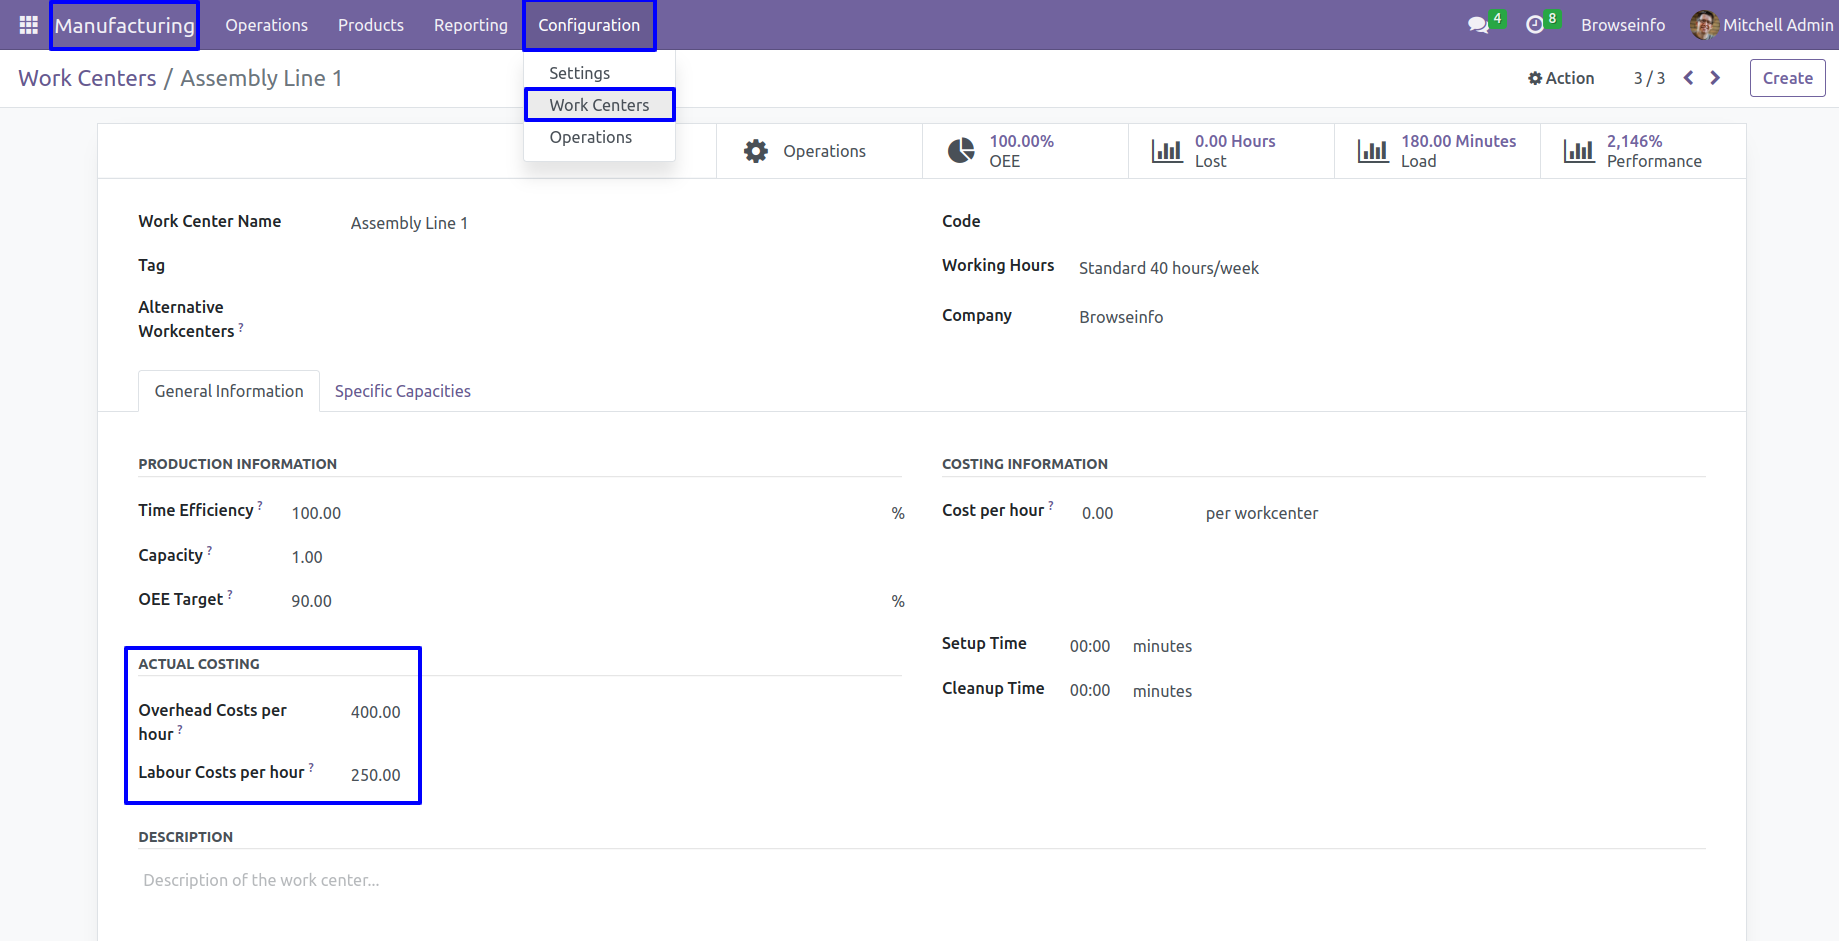 Manufacturing Operations Products Reporting Configuration 4 8 Browseinfo Mitchell Admin
Work Centers / Assembly Line 1 Action 3 / 3 Create
Settings
Work Centers
Operations
Operations
100.00%
OEE
0.00 Hours
Lost
180.00 Minutes
Load
2,146%
Performance
Work Center Name Assembly Line 1
Tag
Alternative
Workcenters ?
Code
Working Hours Standard 40 hours/week
Company Browseinfo
General Information Specific Capacities
PRODUCTION INFORMATION
Time Efficiency ? 100.00 %
Capacity ? 1.00
OEE Target ? 90.00 %
COSTING INFORMATION
Cost per hour ? 0.00 per workcenter
Setup Time 00:00 minutes
Cleanup Time 00:00 minutes
ACTUAL COSTING
Overhead Costs per
hour ? 400.00
Labour Costs per hour ? 250.00
DESCRIPTION
Description of the work center...